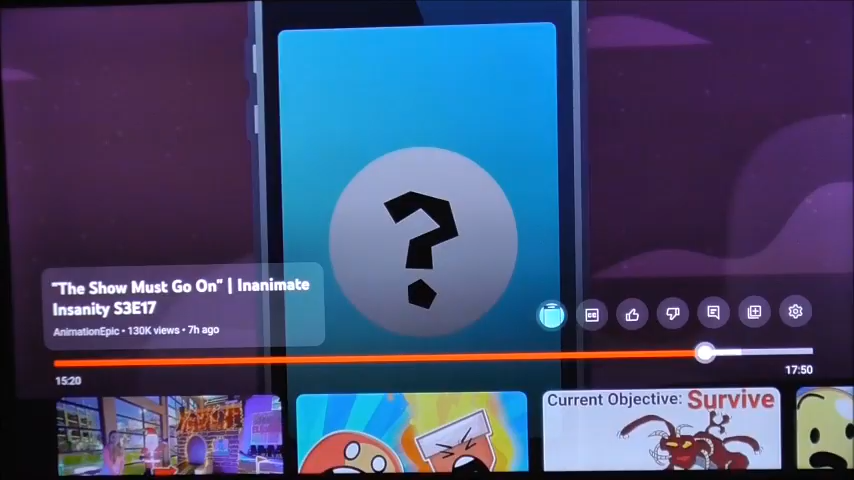 ?
"The Show Must Go On" | Inanimate
Insanity S3E17
AnimationEpic • 130K views • 7h ago
CC
15:20
17:50
Current Objective: Survive